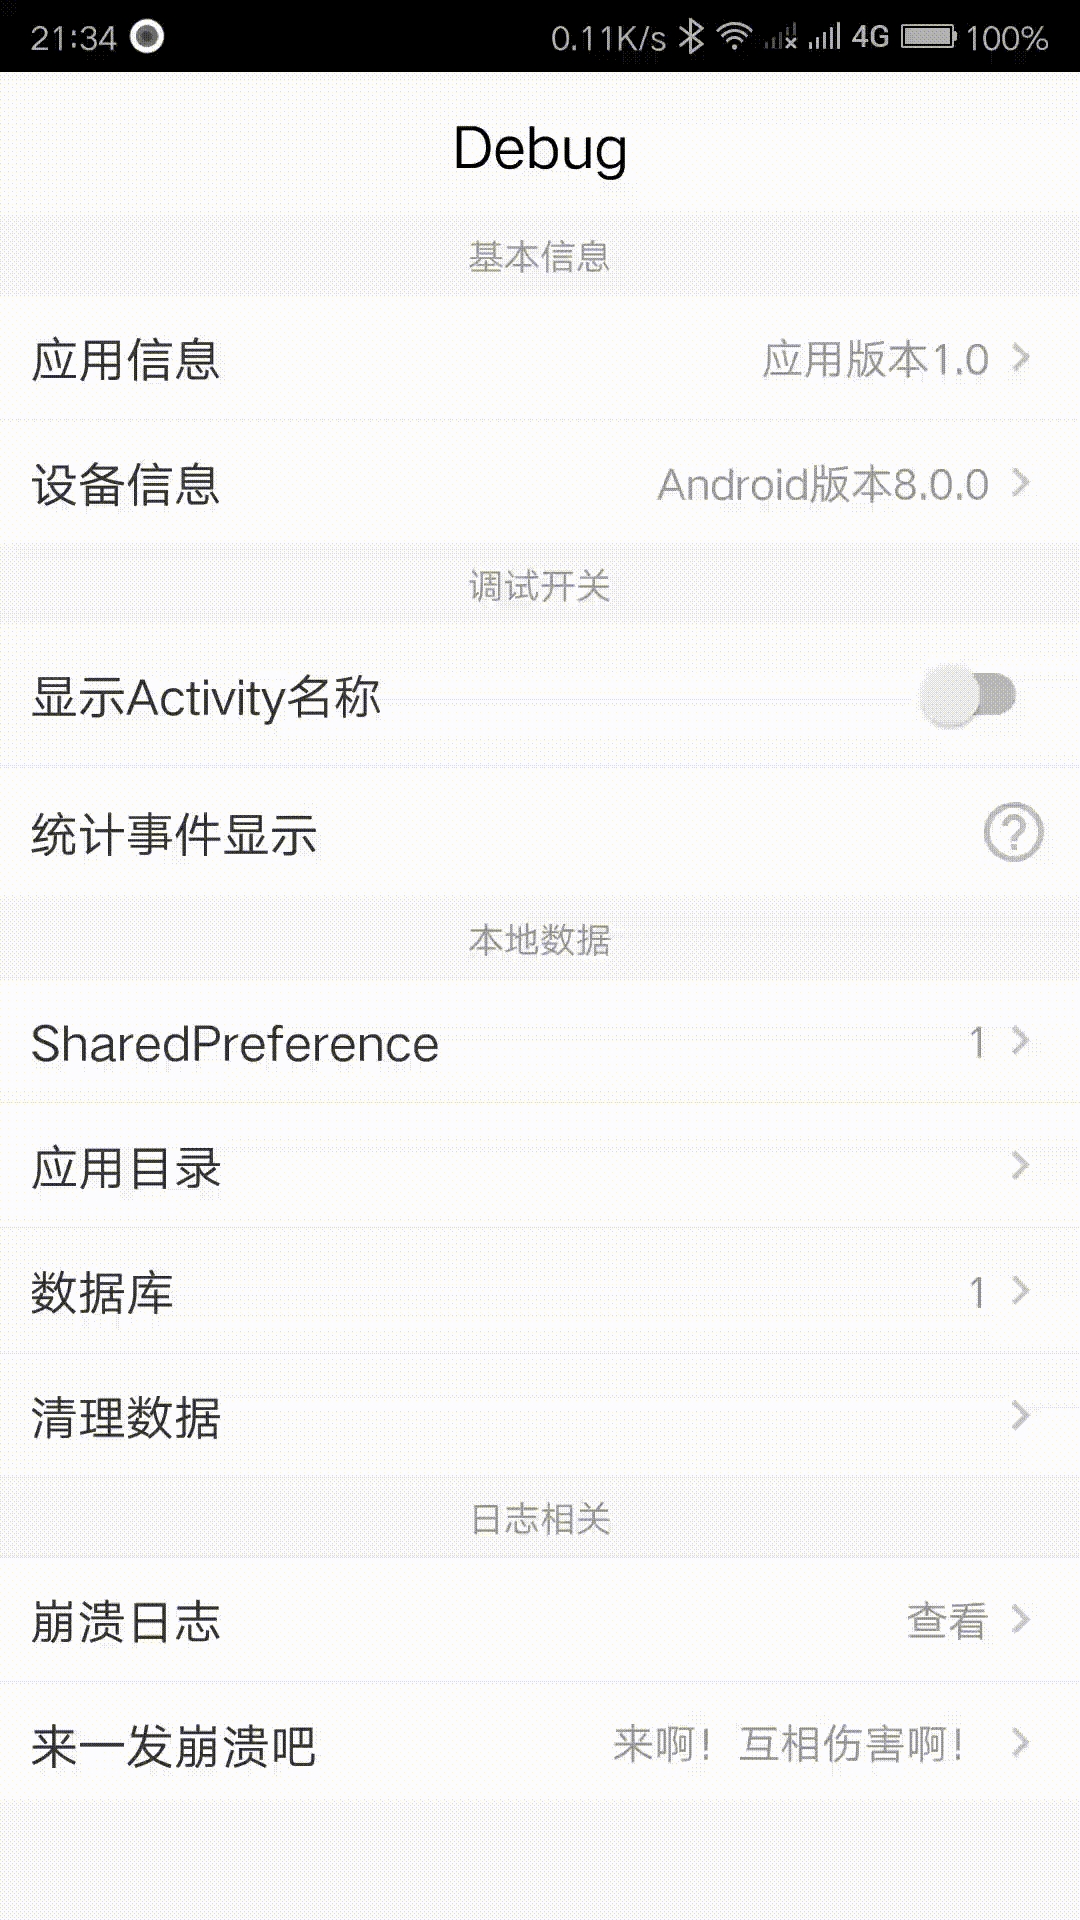 21:34 0.11K/s 4G 100%
Debug
基本信息
应用信息 应用版本1.0
设备信息 Android版本8.0.0
调试开关
显示Activity名称
统计事件显示
本地数据
SharedPreference 1
应用目录
数据库 1
清理数据
日志相关
崩溃日志 查看
来一发崩溃吧 来啊！互相伤害啊！